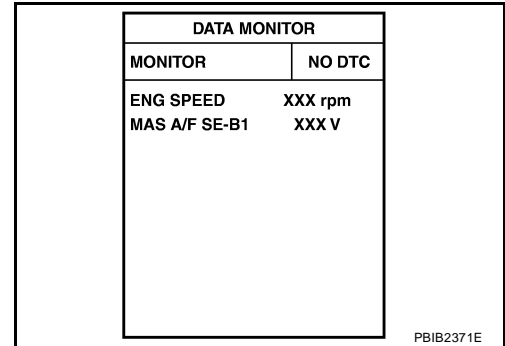 DATA MONITOR
MONITOR NO DTC
ENG SPEED XXX rpm
MAS A/F SE-B1 XXX V
PBIB2371E